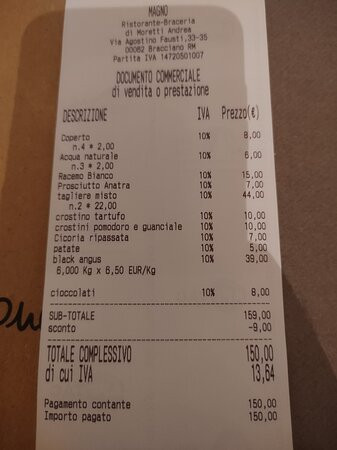 MAGNO
Ristorante-Braceria
di Moretti Andrea
Via Agostino Fausti,33-35
00062 Bracciano RM
Partita IVA 14720501007
DOCUMENTO COMMERCIALE
di vendita o prestazione
DESCRIZIONE IVA Prezzo(€)
Coperto 10% 8,00
n.4 * 2,00
Acqua naturale 10% 6,00
n.3 * 2,00
Racemo Bianco 10% 15,00
Prosciutto Anatra 10% 7,00
tagliere misto 10% 44,00
n.2 * 22,00
crostino tartufo 10% 10,00
crostini pomodoro e guanciale 10% 10,00
Cicoria ripassata 10% 7,00
patate 10% 5,00
black angus 10% 39,00
6,000 Kg x 6,50 EUR/Kg
cioccolati 10% 8,00
SUB-TOTALE 159,00
sconto -9,00
TOTALE COMPLESSIVO 150,00
di cui IVA 13,64
Pagamento contante 150,00
Importo pagato 150,00